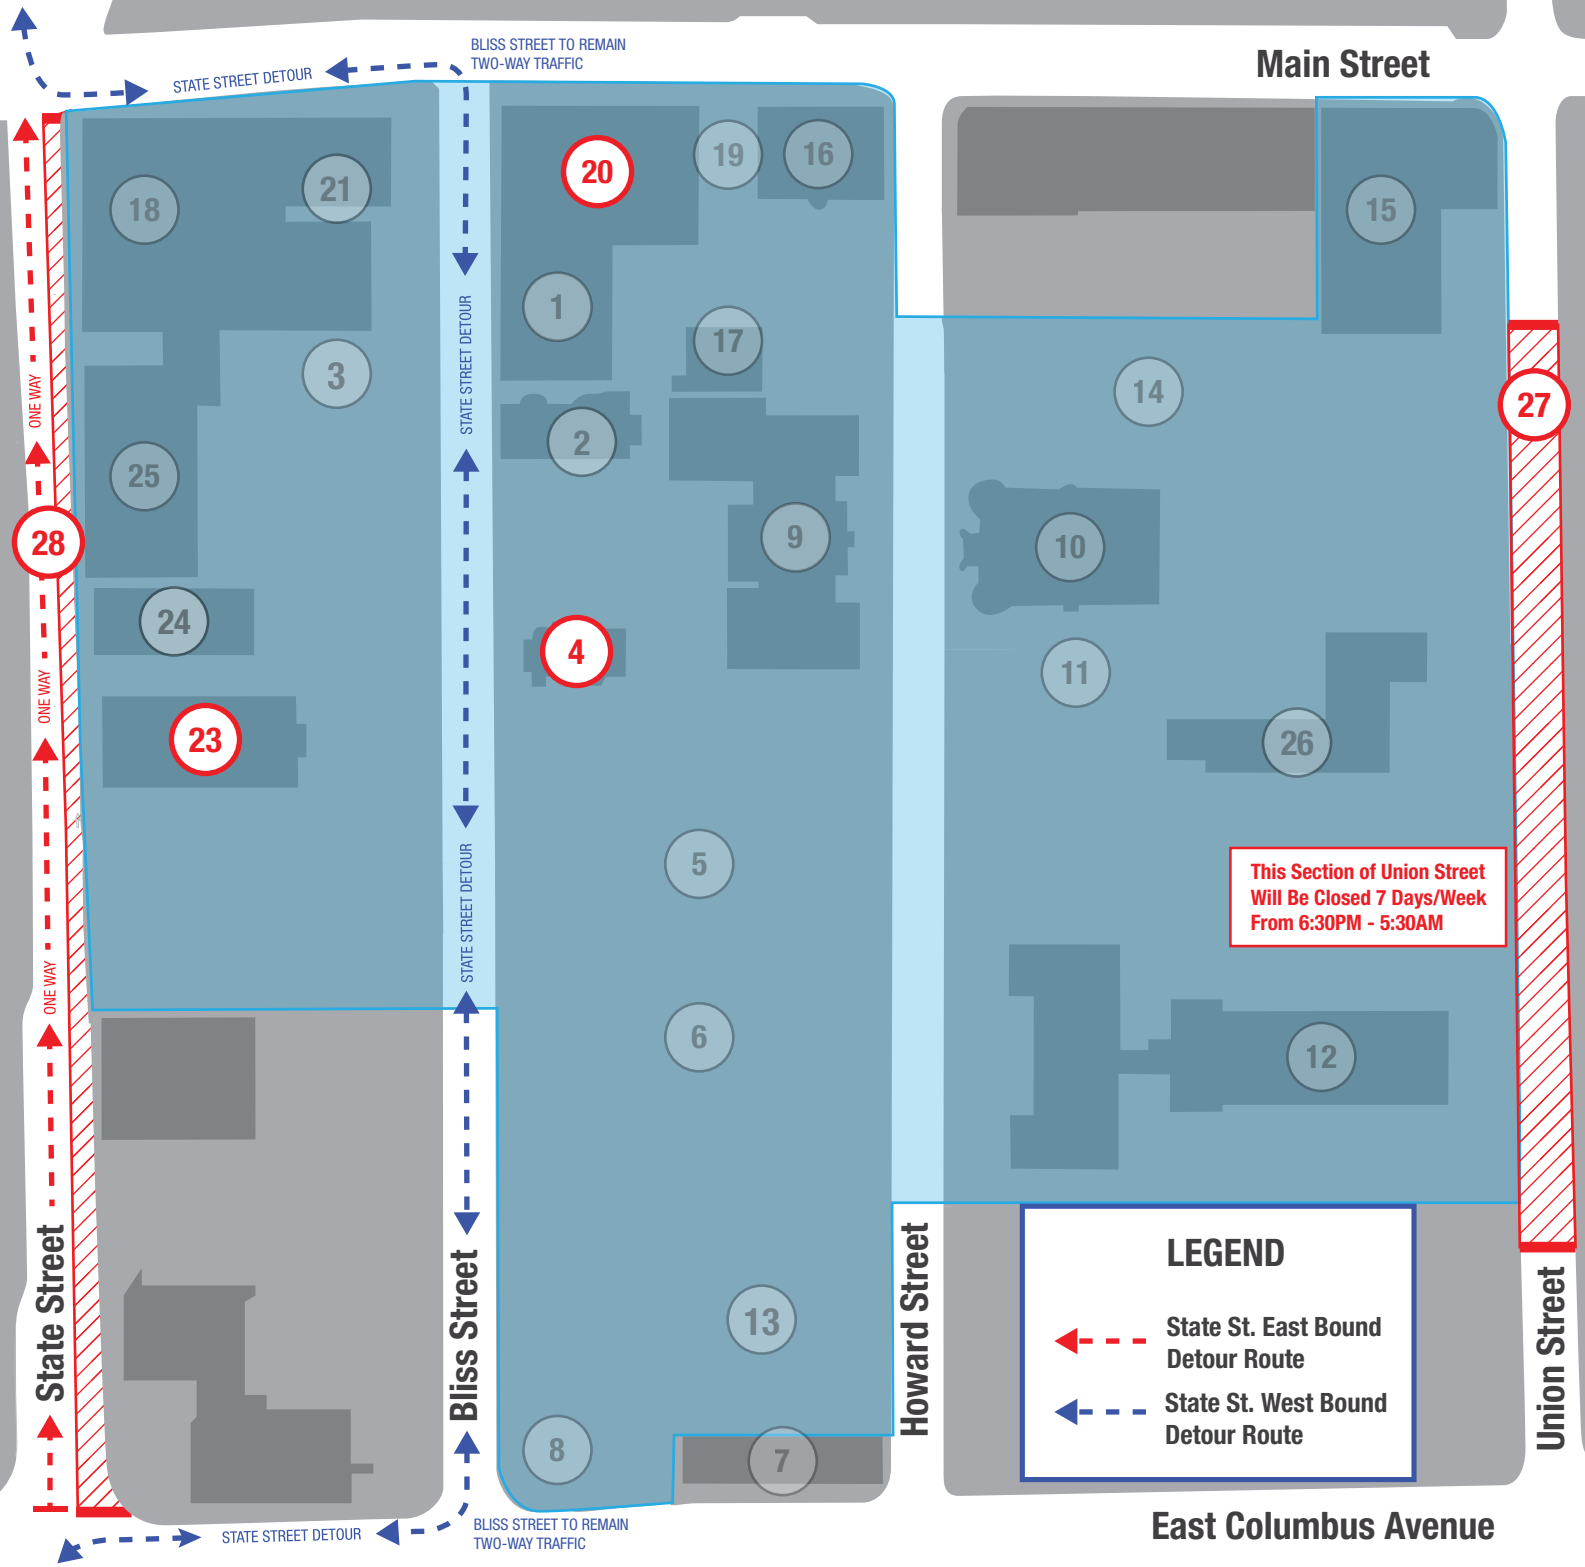 BLISS STREET TO REMAIN
TWO-WAY TRAFFIC
Main Street
STATE STREET DETOUR
20
19
16
21
18
15
1
STATE STREET DETOUR
17
3
14
ONE WAY
27
2
25
9
28
10
24
4
11
ONE WAY
23
26
5
This Section of Union Street
Will Be Closed 7 Days/Week
From 6:30PM - 5:30AM
STATE STREET DETOUR
ONE WAY
6
12
State Street
Bliss Street
Howard Street
Union Street
13
LEGEND
State St. East Bound
Detour Route
State St. West Bound
Detour Route
8
7
STATE STREET DETOUR
BLISS STREET TO REMAIN
TWO-WAY TRAFFIC
East Columbus Avenue